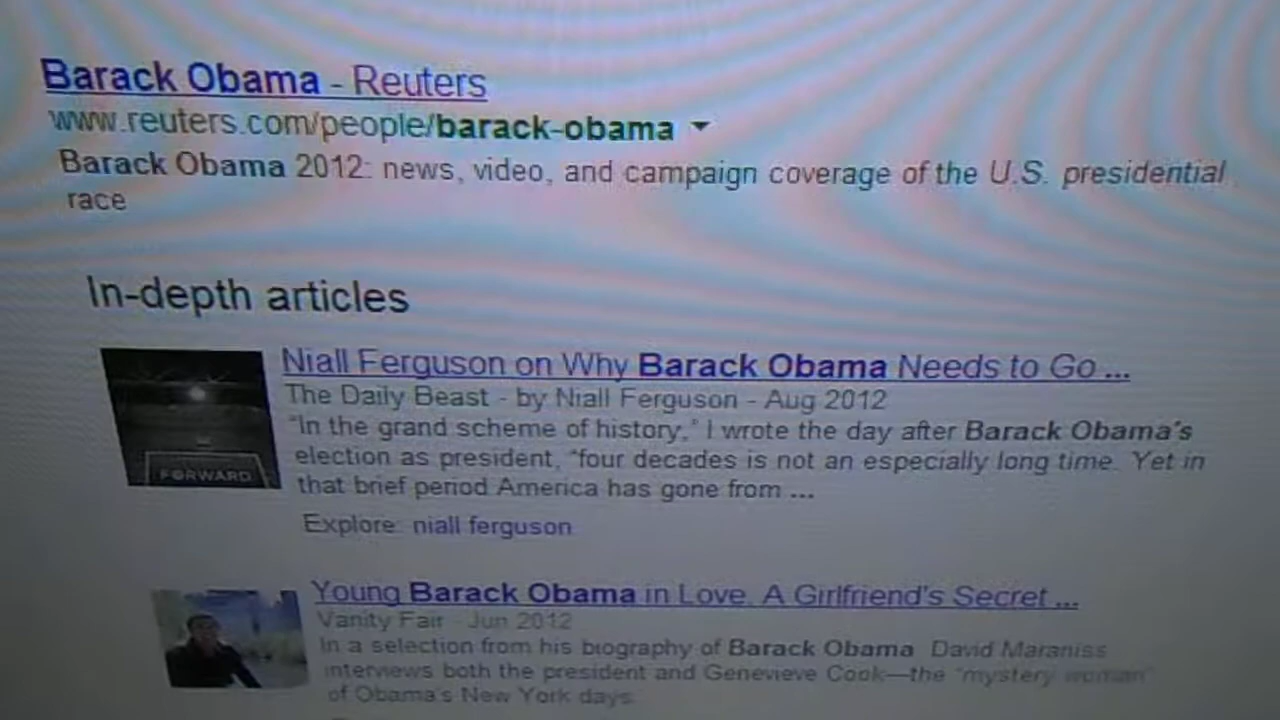 Barack Obama - Reuters
www.reuters.com/people/barack-obama
Barack Obama 2012: news, video, and campaign coverage of the U.S. presidential
race
In-depth articles
Niall Ferguson on Why Barack Obama Needs to Go ...
The Daily Beast - by Niall Ferguson - Aug 2012
"In the grand scheme of history," I wrote the day after Barack Obama's
election as president, "four decades is not an especially long time. Yet in
that brief period America has gone from ...
FORWARD
Explore: niall ferguson
Young Barack Obama in Love: A Girlfriend's Secret ...
Vanity Fair - Jun 2012
In a selection from his biography of Barack Obama David Maraniss
interviews both the president and Genevieve Cook—the "mystery woman"
of Obama's New York days.